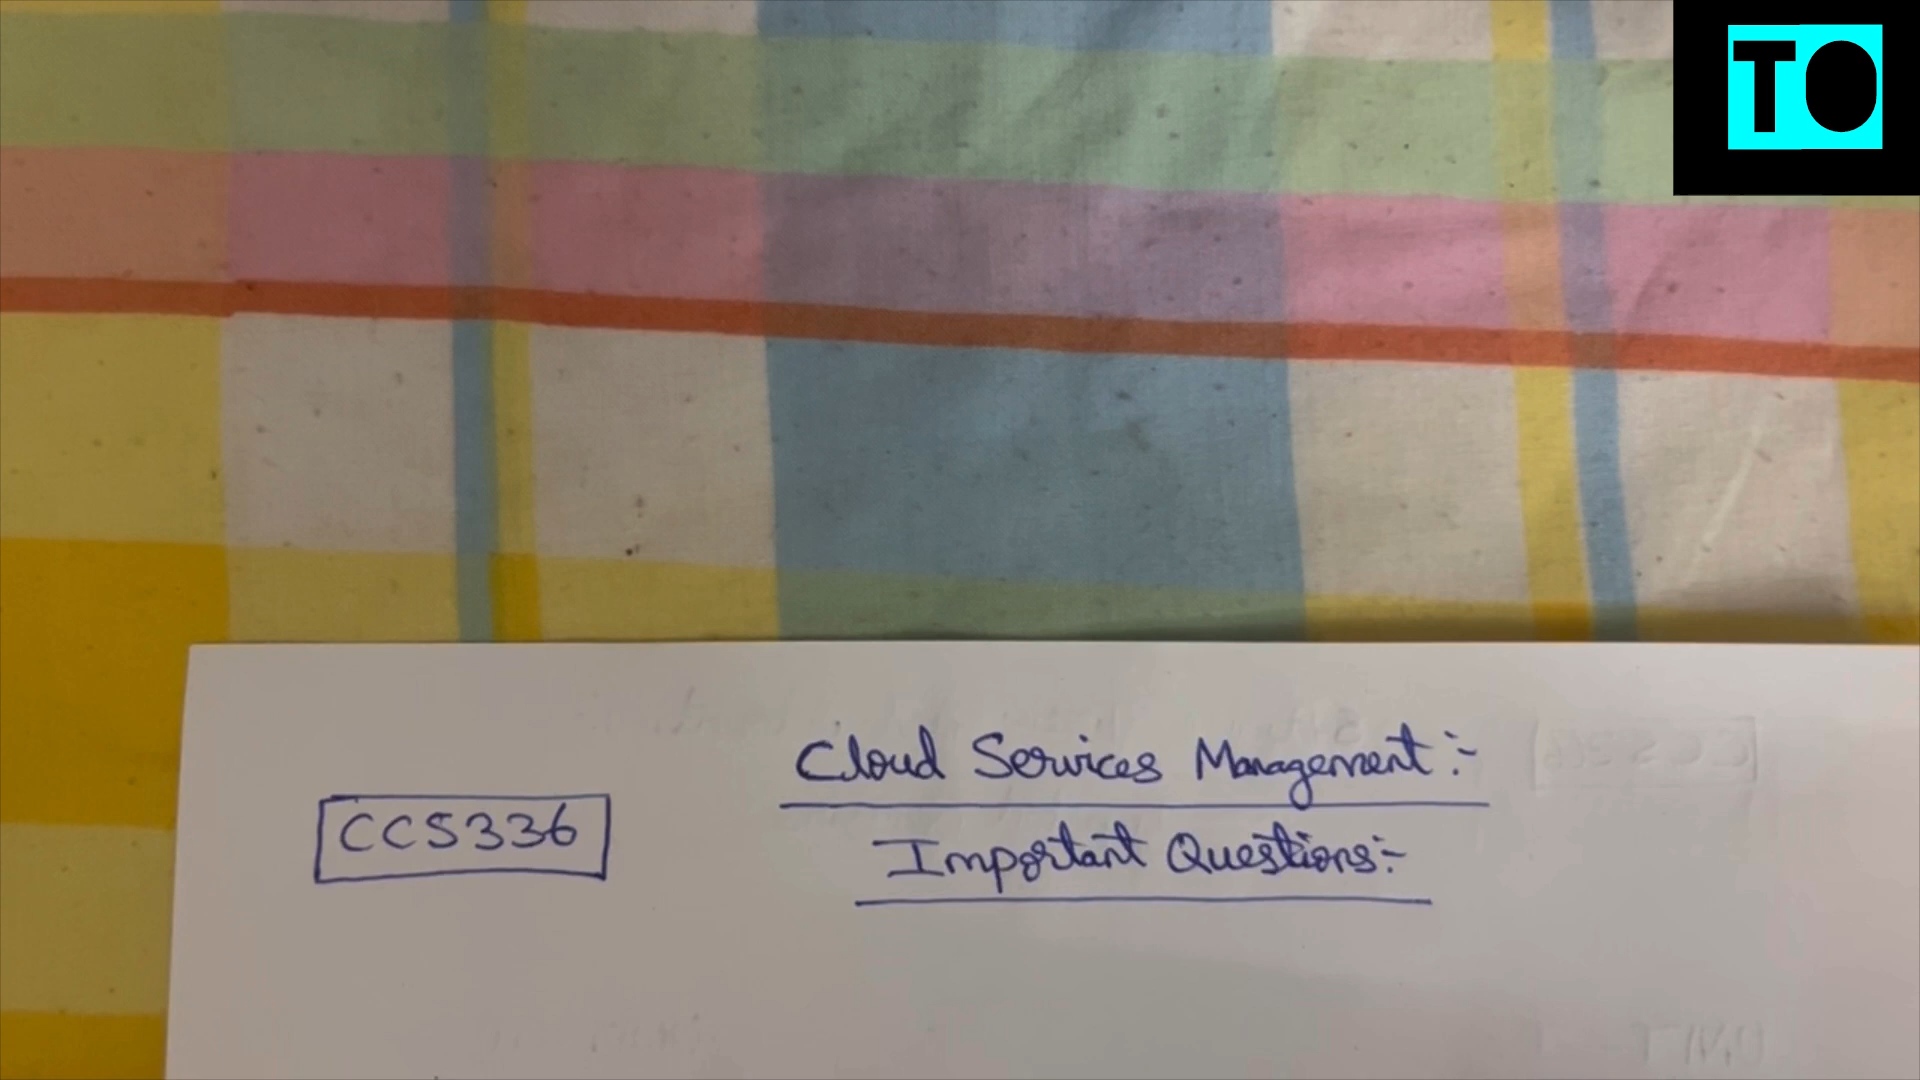 TO
Cloud Services Management:-
CCS336
Important Questions:-